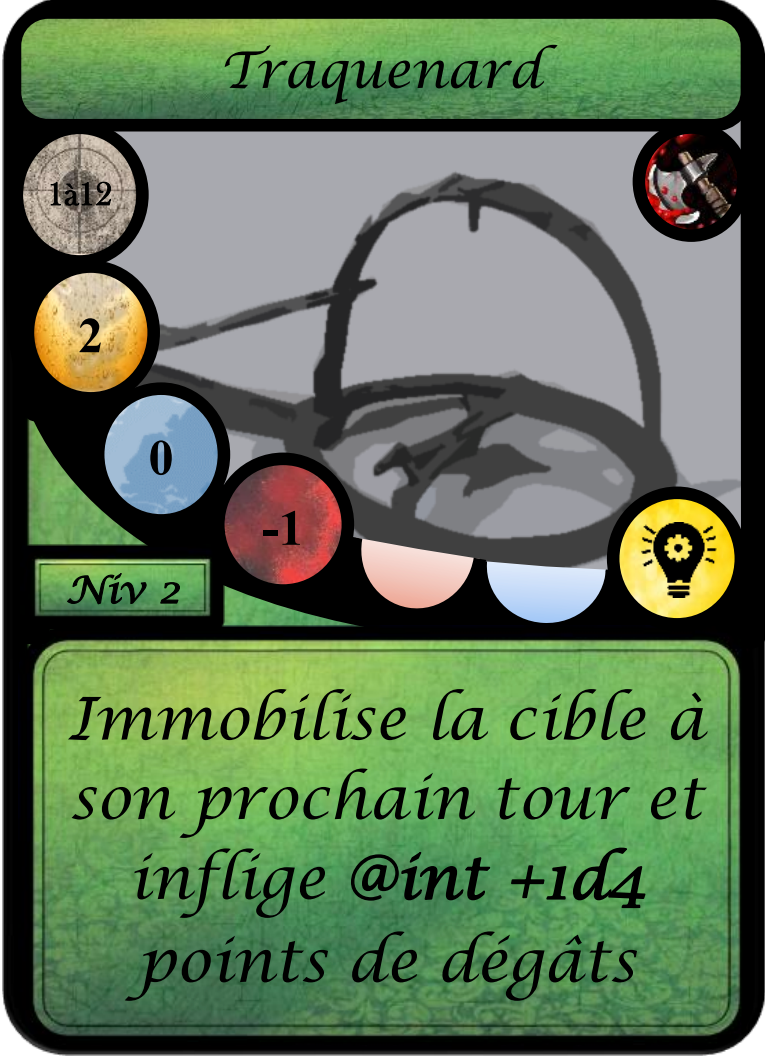 Traquenard
1à12
2
0
-1
Niv 2
Immobilise la cible à
son prochain tour et
inflige @int +1d4
points de dégâts